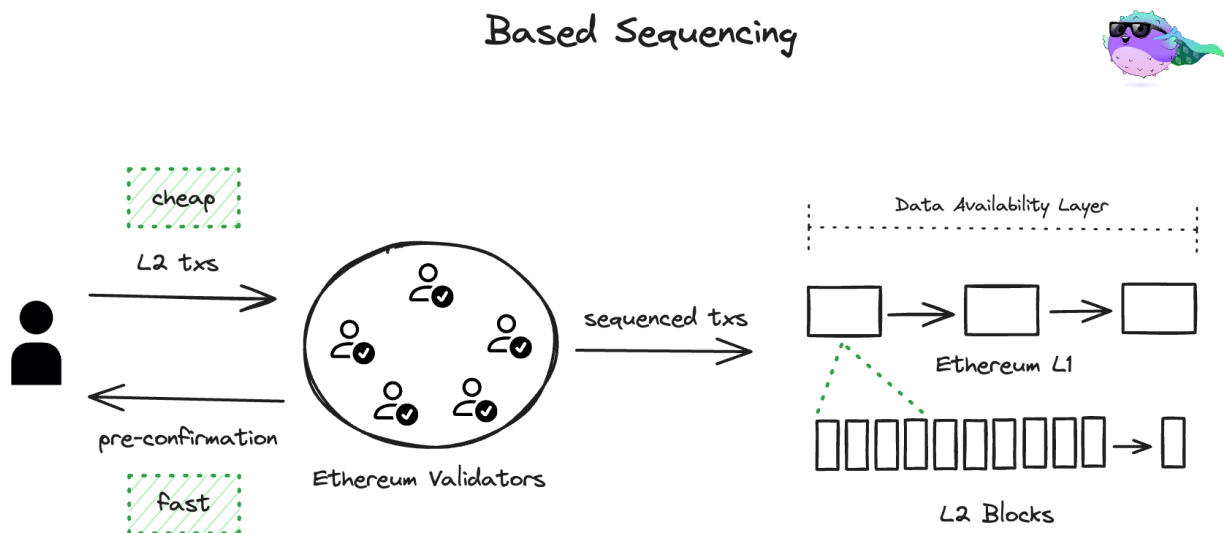 Based Sequencing
cheap
L2 txs
pre-confirmation
fast
Ethereum Validators
sequenced txs
Data Availability Layer
Ethereum L1
L2 Blocks